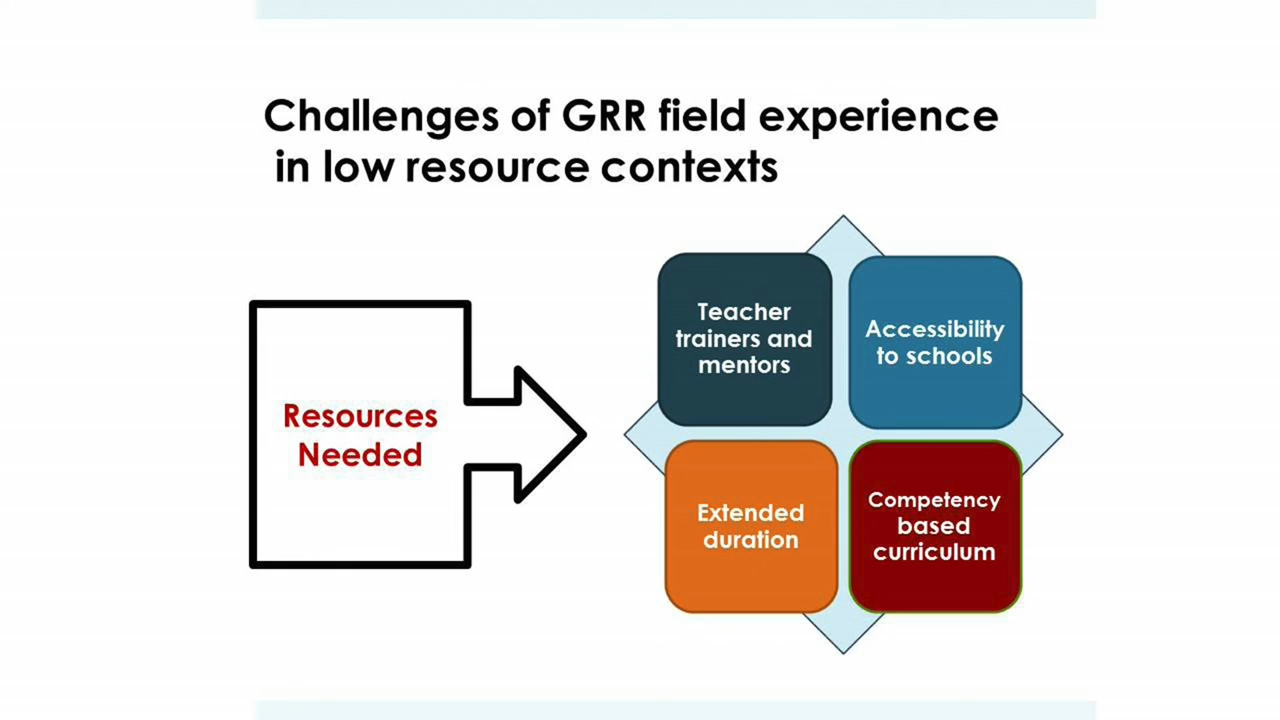 Challenges of GRR field experience
in low resource contexts
Resources
Needed
Teacher
trainers and
mentors
Accessibility
to schools
Extended
duration
Competency
based
curriculum